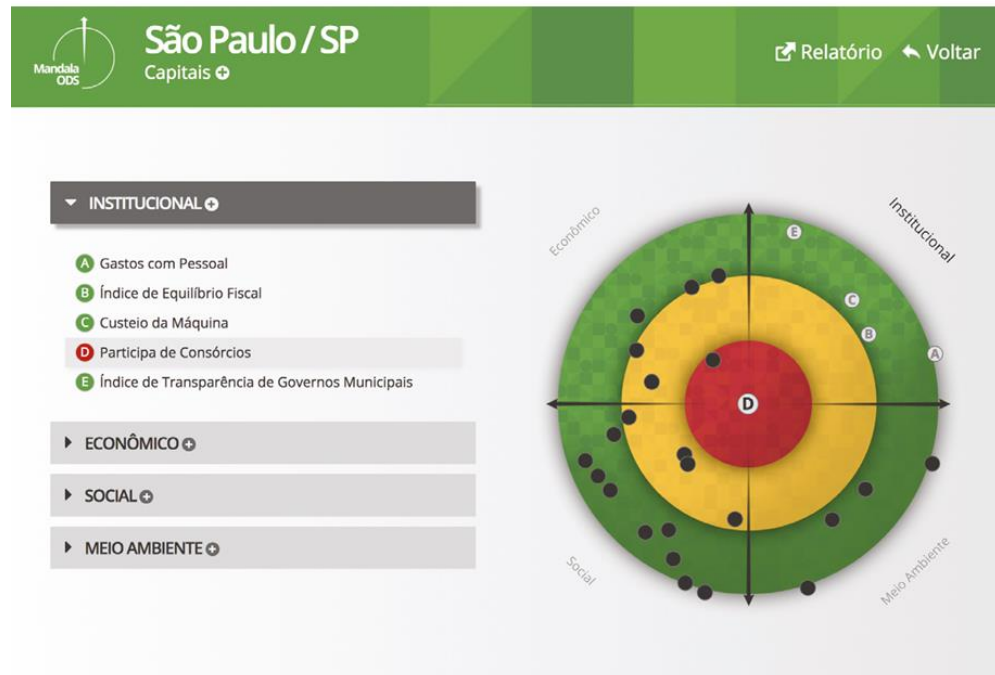 Mandala
ODS
São Paulo / SP
Capitais
Relatório
Voltar
INSTITUCIONAL
A Gastos com Pessoal
B Índice de Equilíbrio Fiscal
C Custeio da Máquina
D Participa de Consórcios
E Índice de Transparência de Governos Municipais
ECONÔMICO
SOCIAL
MEIO AMBIENTE
Econômico
Institucional
E
C
B
A
D
Social
Meio Ambiente